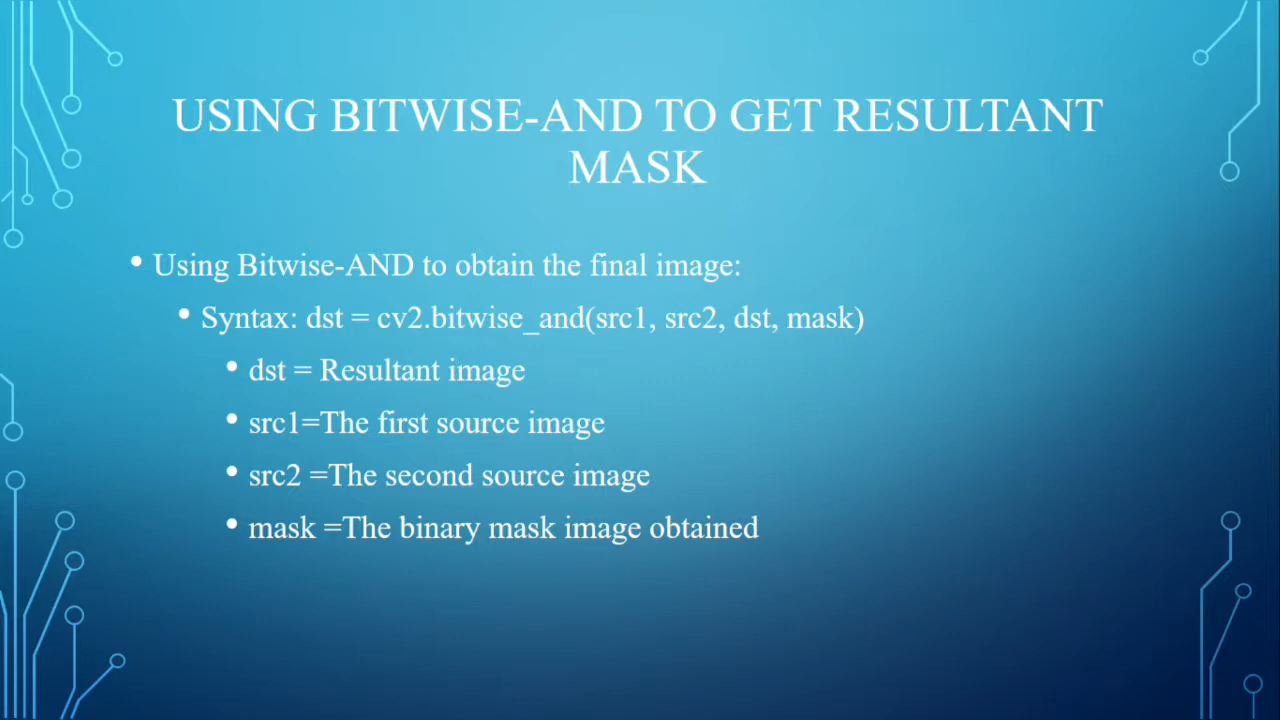 USING BITWISE-AND TO GET RESULTANT
MASK
• Using Bitwise-AND to obtain the final image:
• Syntax: dst = cv2.bitwise_and(src1, src2, dst, mask)
• dst = Resultant image
• src1=The first source image
• src2 =The second source image
• mask =The binary mask image obtained